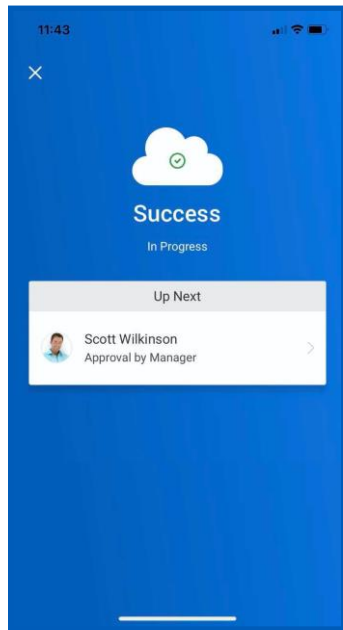 11:43
Success
In Progress
Up Next
Scott Wilkinson
Approval by Manager